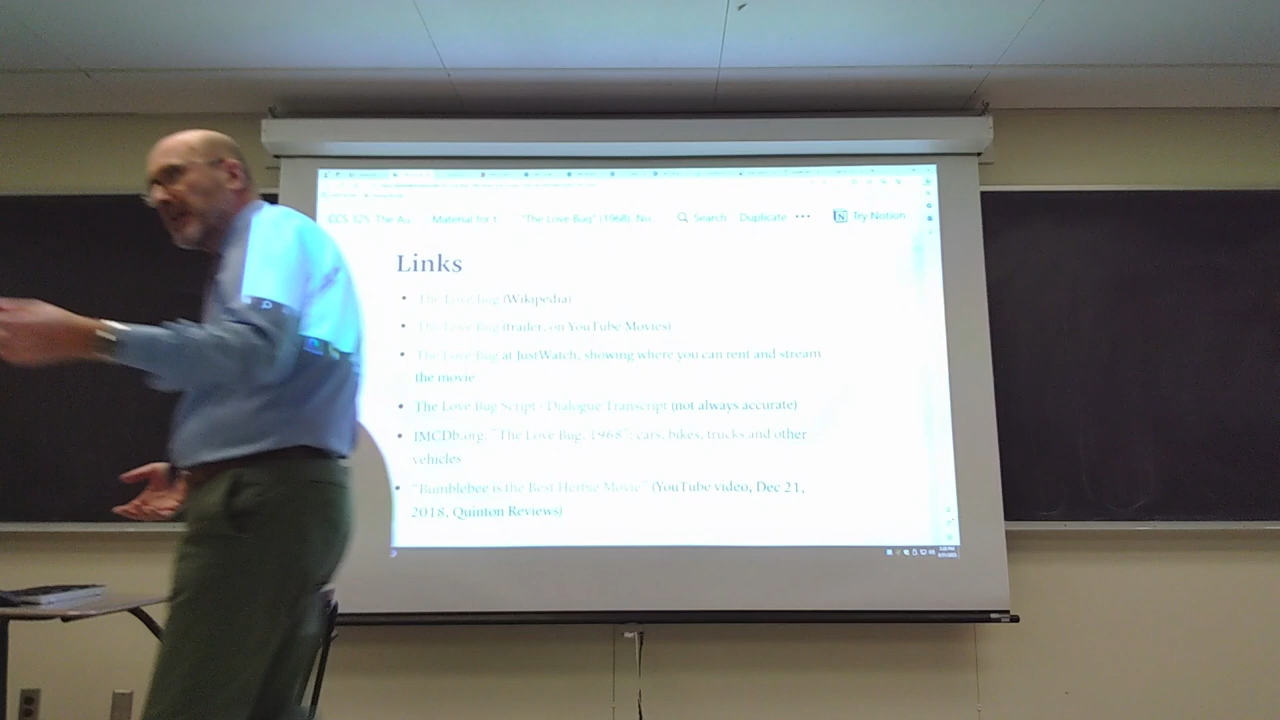 CCS 325: The Au... Material for t... "The Love Bug" (1968): No... Search Duplicate ••• Try Notion
Links
• The Love Bug (Wikipedia)
• The Love Bug (trailer, on YouTube Movies)
• The Love Bug at JustWatch, showing where you can rent and stream
the movie
• The Love Bug Script - Dialogue Transcript (not always accurate)
• IMCDb.org: "The Love Bug, 1968": cars, bikes, trucks and other
vehicles
• "Bumblebee is the Best Herbie Movie" (YouTube video, Dec 21,
2018, Quinton Reviews)